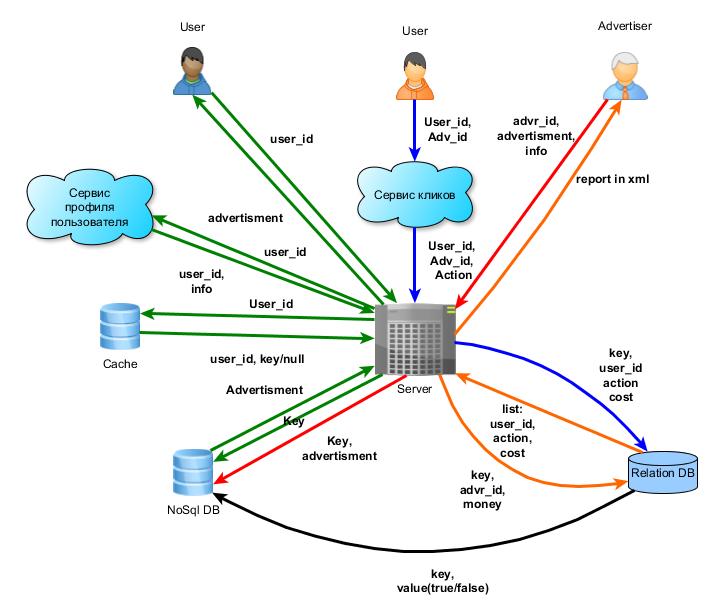 User
User
Advertiser
User_id,
Adv_id
advr_id,
advertisment,
info
user_id
report in xml
Сервис
профиля
пользователя
Сервис кликов
advertisment
user_id
User_id,
Adv_id,
Action
user_id,
info
User_id
Cache
user_id, key/null
Server
key,
user_id
action
cost
Advertisment
Key
list:
user_id,
action,
cost
Key,
advertisment
key,
advr_id,
money
Relation DB
NoSql DB
key,
value(true/false)